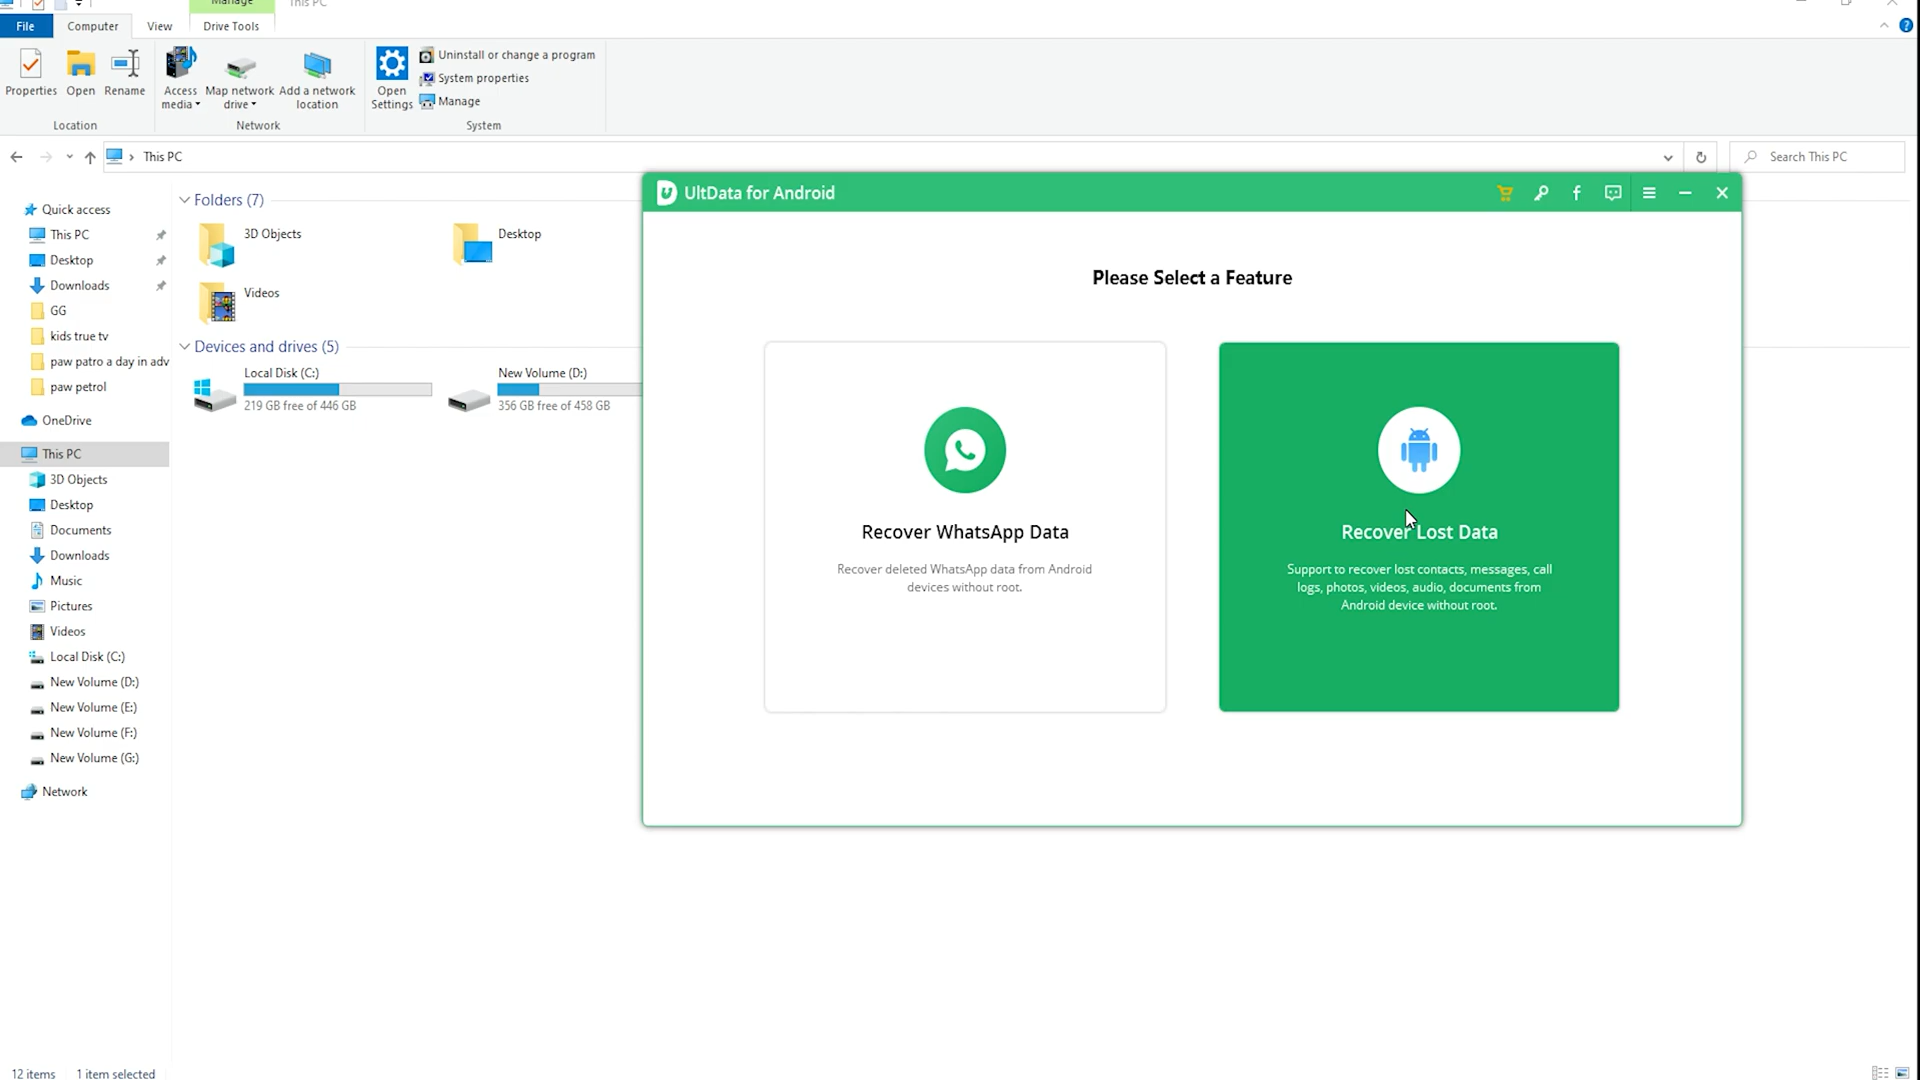 Manage
This PC
File
Computer
View
Drive Tools
Properties
Open
Rename
Access
media
Map network
drive
Add a network
location
Open
Settings
Uninstall or change a program
System properties
Manage
Location
Network
System
This PC
Search This PC
Quick access
This PC
Desktop
Downloads
GG
kids true tv
paw patro a day in adv
paw petrol
OneDrive
This PC
3D Objects
Desktop
Documents
Downloads
Music
Pictures
Videos
Local Disk (C:)
New Volume (D:)
New Volume (E:)
New Volume (F:)
New Volume (G:)
Network
Folders (7)
3D Objects
Desktop
Videos
Devices and drives (5)
Local Disk (C:)
219 GB free of 446 GB
New Volume (D:)
356 GB free of 458 GB
UltData for Android
Please Select a Feature
Recover WhatsApp Data
Recover deleted WhatsApp data from Android
devices without root.
Recover Lost Data
Support to recover lost contacts, messages, call
logs, photos, videos, audio, documents from
Android device without root.
12 items
1 item selected